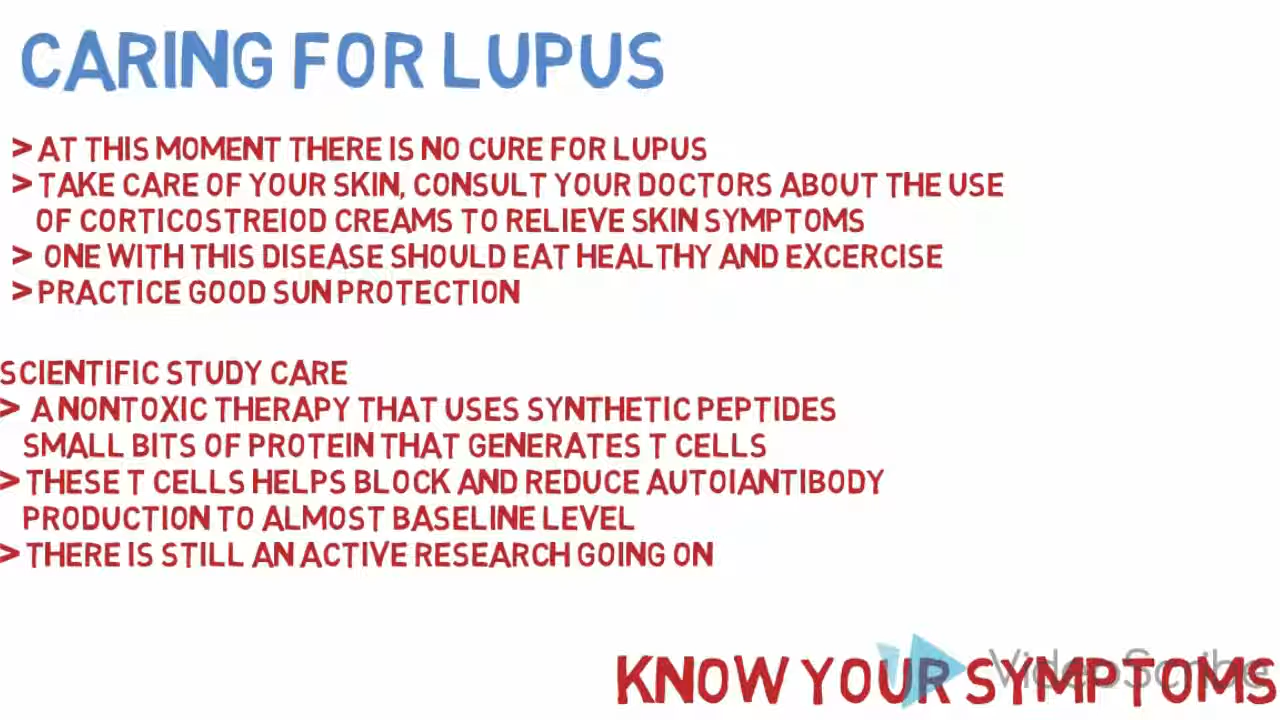 CARING FOR LUPUS
> AT THIS MOMENT THERE IS NO CURE FOR LUPUS
> TAKE CARE OF YOUR SKIN, CONSULT YOUR DOCTORS ABOUT THE USE
OF CORTICOSTREIOD CREAMS TO RELIEVE SKIN SYMPTOMS
> ONE WITH THIS DISEASE SHOULD EAT HEALTHY AND EXCERCISE
> PRACTICE GOOD SUN PROTECTION
SCIENTIFIC STUDY CARE
> A NONTOXIC THERAPY THAT USES SYNTHETIC PEPTIDES
SMALL BITS OF PROTEIN THAT GENERATES T CELLS
> THESE T CELLS HELPS BLOCK AND REDUCE AUTOIANTIBODY
PRODUCTION TO ALMOST BASELINE LEVEL
> THERE IS STILL AN ACTIVE RESEARCH GOING ON
KNOW YOUR SYMPTOMS
VideoScribe